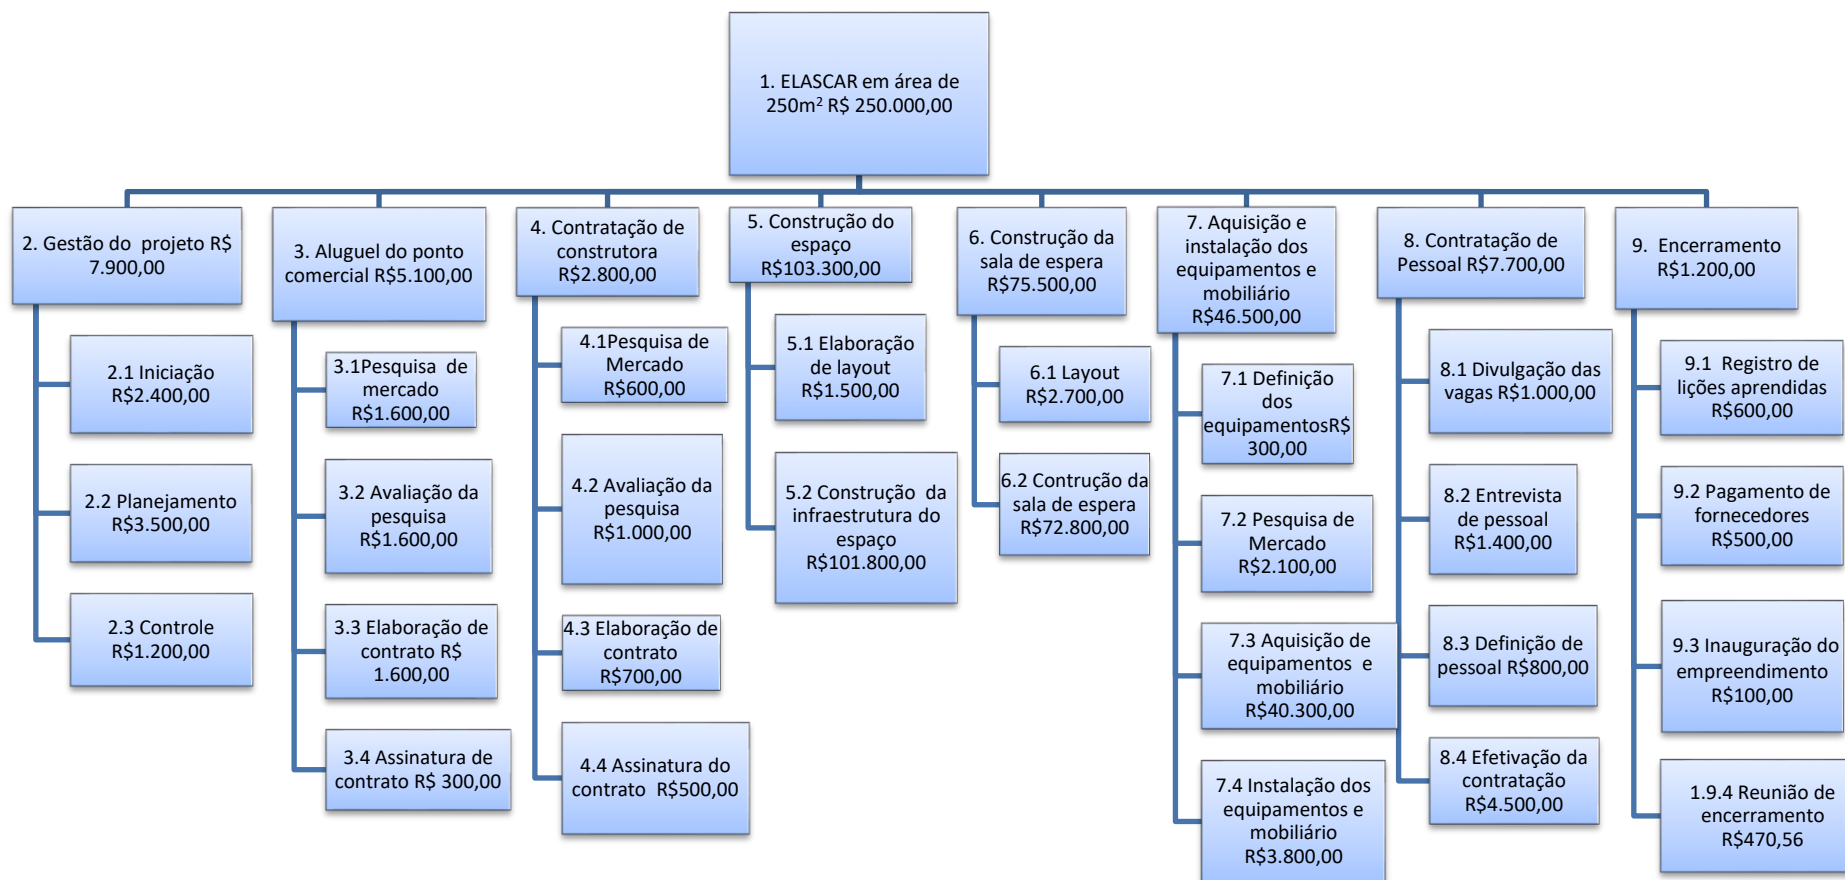 1. ELASCAR em área de
250m² R$ 250.000,00
2. Gestão do projeto R$
7.900,00
2.1 Iniciação
R$2.400,00
2.2 Planejamento
R$3.500,00
2.3 Controle
R$1.200,00
3. Aluguel do ponto
comercial R$5.100,00
3.1Pesquisa de
mercado
R$1.600,00
3.2 Avaliação da
pesquisa
R$1.600,00
3.3 Elaboração de
contrato R$
1.600,00
3.4 Assinatura de
contrato R$ 300,00
4. Contratação de
construtora
R$2.800,00
4.1Pesquisa de
Mercado
R$600,00
4.2 Avaliação da
pesquisa
R$1.000,00
4.3 Elaboração de
contrato
R$700,00
4.4 Assinatura do
contrato R$500,00
5. Construção do
espaço
R$103.300,00
5.1 Elaboração
de layout
R$1.500,00
5.2 Construção da
infraestrutura do
espaço
R$101.800,00
6. Construção da
sala de espera
R$75.500,00
6.1 Layout
R$2.700,00
6.2 Contrução da
sala de espera
R$72.800,00
7. Aquisição e
instalação dos
equipamentos e
mobiliário
R$46.500,00
7.1 Definição
dos
equipamentosR$
300,00
7.2 Pesquisa de
Mercado
R$2.100,00
7.3 Aquisição de
equipamentos e
mobiliário
R$40.300,00
7.4 Instalação dos
equipamentos e
mobiliário
R$3.800,00
8. Contratação de
Pessoal R$7.700,00
8.1 Divulgação das
vagas R$1.000,00
8.2 Entrevista
de pessoal
R$1.400,00
8.3 Definição de
pessoal R$800,00
8.4 Efetivação da
contratação
R$4.500,00
9. Encerramento
R$1.200,00
9.1 Registro de
lições aprendidas
R$600,00
9.2 Pagamento de
fornecedores
R$500,00
9.3 Inauguração do
empreendimento
R$100,00
1.9.4 Reunião de
encerramento
R$470,56